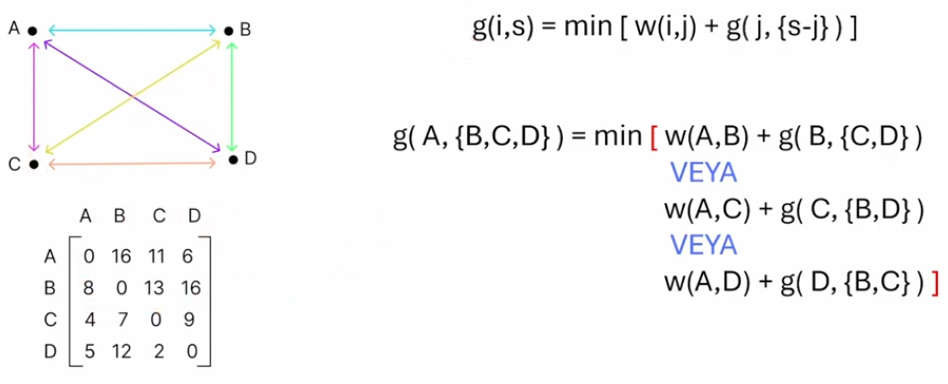 A
B
C
D
A B C D
A 0 16 11 6
B 8 0 13 16
C 4 7 0 9
D 5 12 2 0
g(i,s) = min [ w(i,j) + g( j, {s-j} ) ]
g( A, {B,C,D} ) = min [ w(A,B) + g( B, {C,D} )
VEYA
w(A,C) + g( C, {B,D} )
VEYA
w(A,D) + g( D, {B,C} ) ]